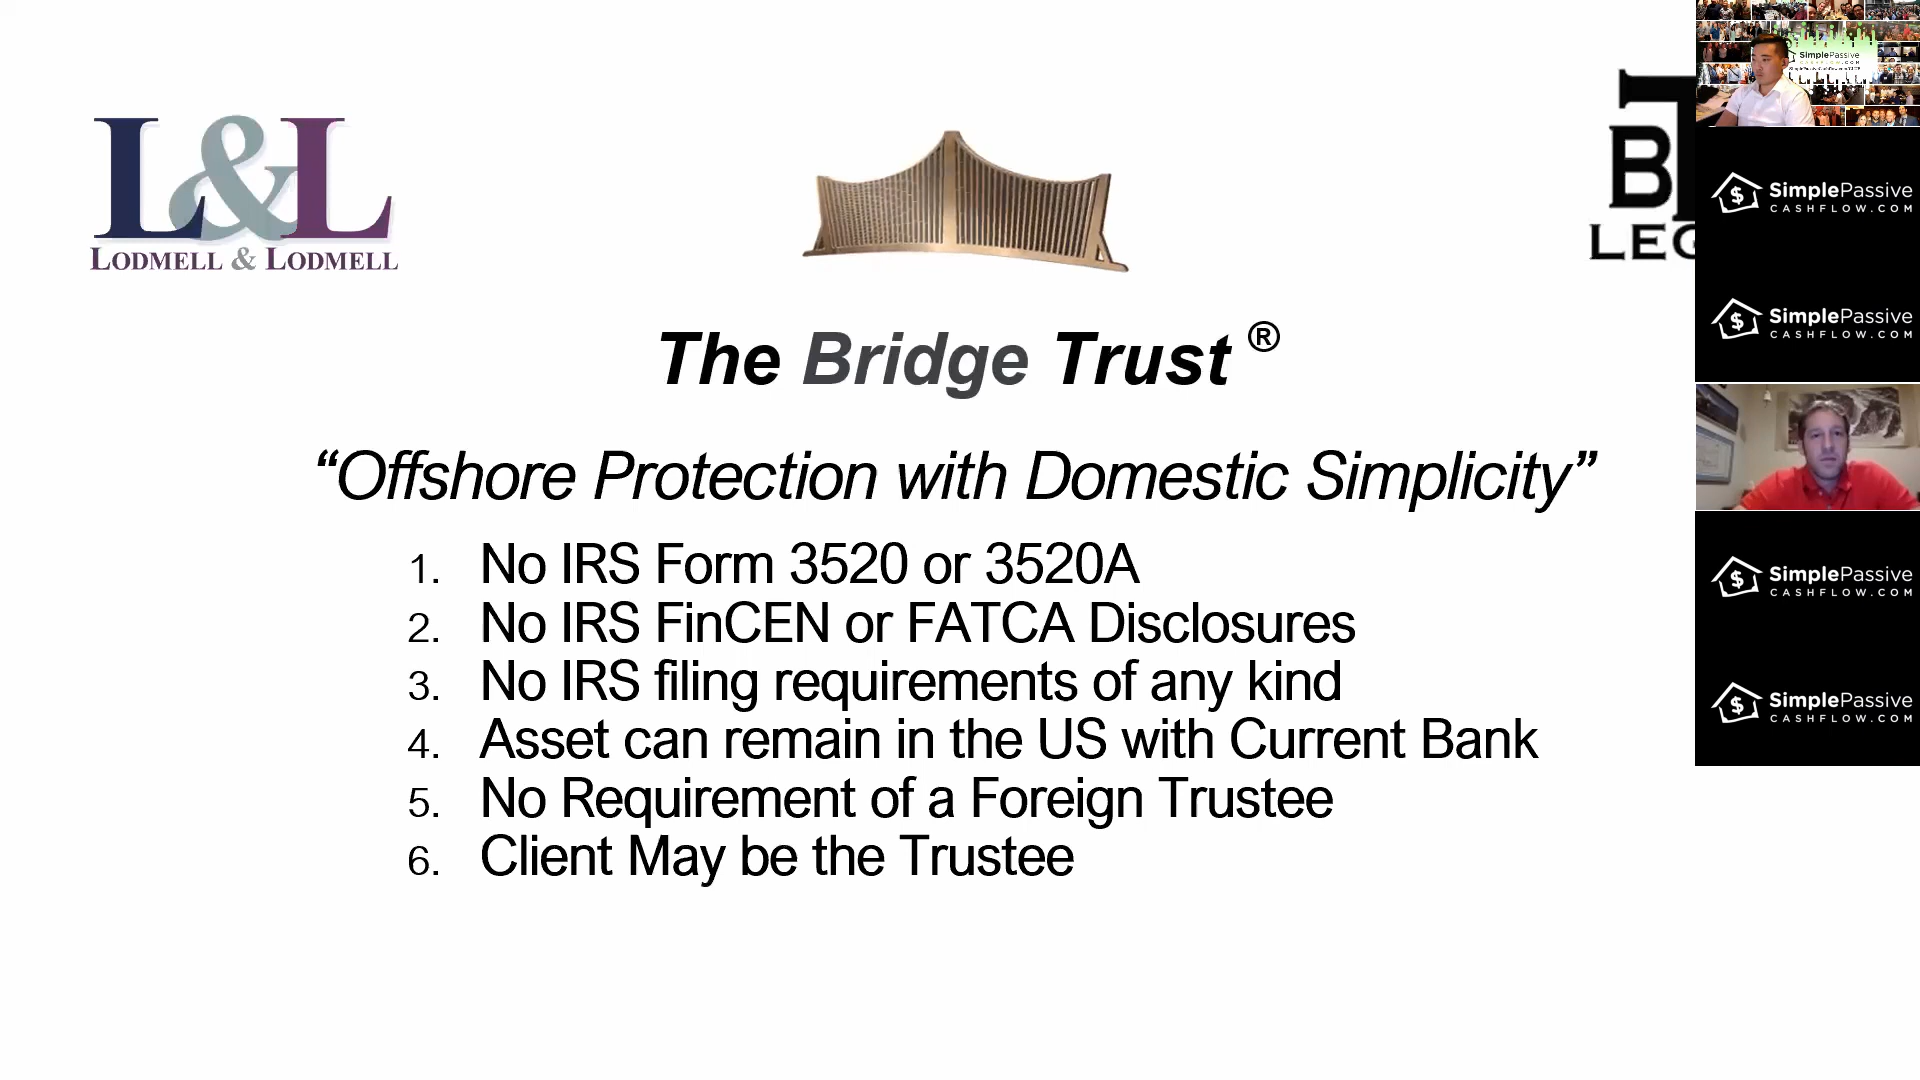 L&L
LODMELL & LODMELL
B
LEG
The Bridge Trust ®
“Offshore Protection with Domestic Simplicity”
1. No IRS Form 3520 or 3520A
2. No IRS FinCEN or FATCA Disclosures
3. No IRS filing requirements of any kind
4. Asset can remain in the US with Current Bank
5. No Requirement of a Foreign Trustee
6. Client May be the Trustee
SimplePassive
CASHFLOW.COM
SimplePassive
CASHFLOW.COM
SimplePassive
CASHFLOW.COM
SimplePassive
CASHFLOW.COM
SimplePassive
CASHFLOW.COM